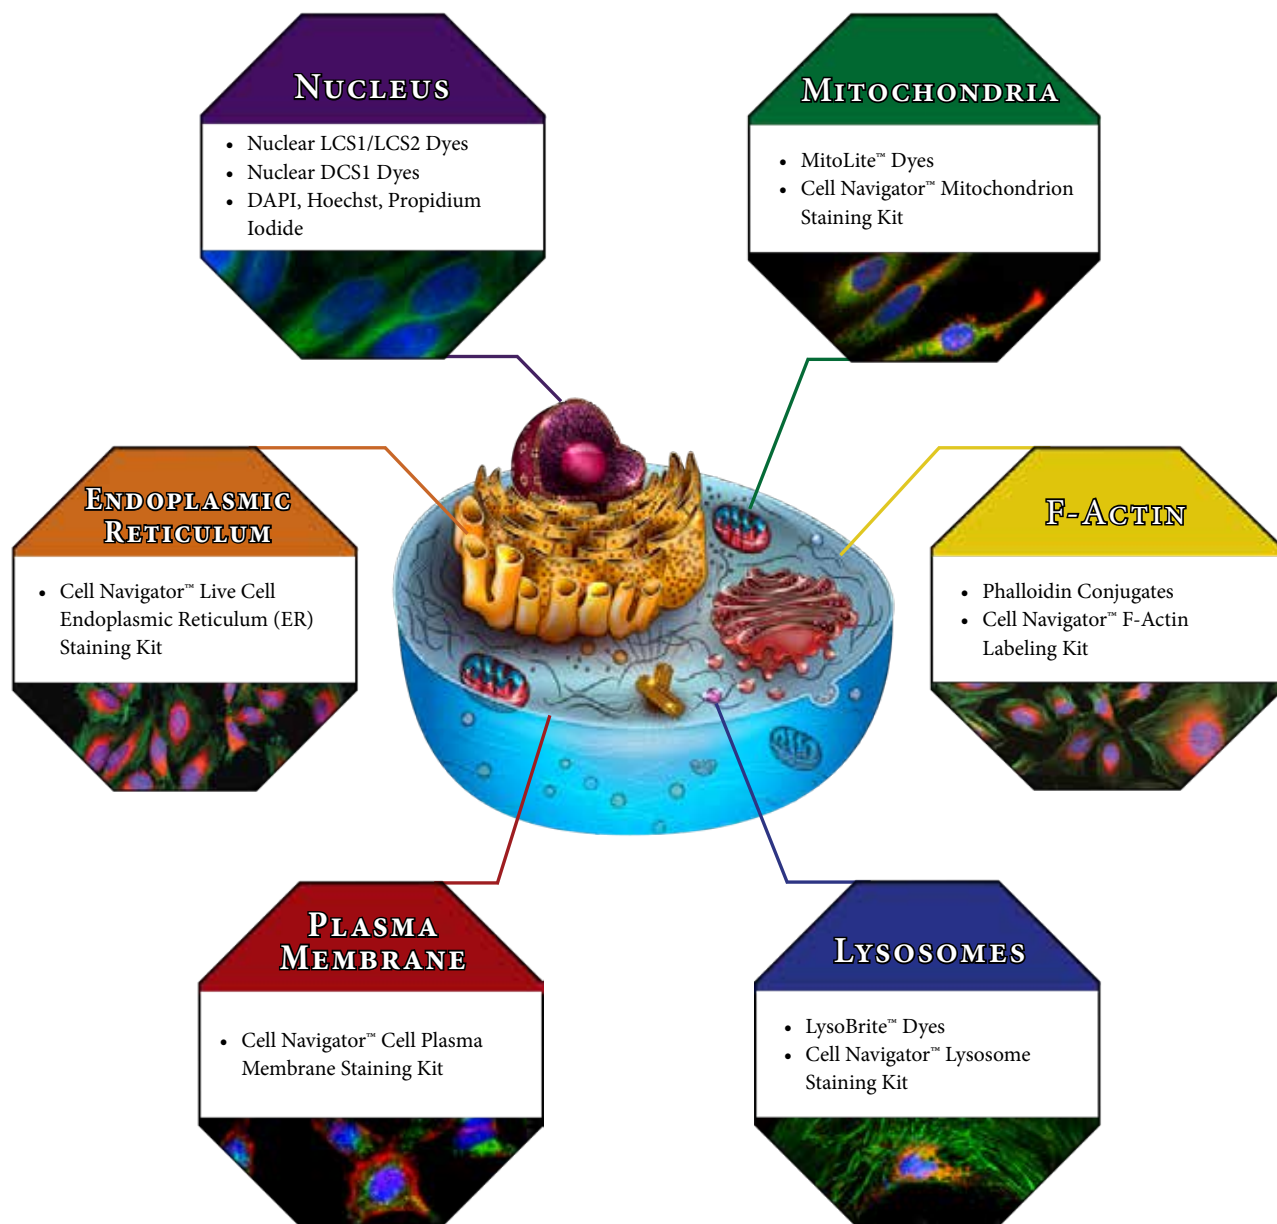 NUCLEUS
• Nuclear LCS1/LCS2 Dyes
• Nuclear DCS1 Dyes
• DAPI, Hoechst, Propidium
Iodide
MITOCHONDRIA
• MitoLite™ Dyes
• Cell Navigator™ Mitochondrion
Staining Kit
ENDOPLASMIC
RETICULUM
• Cell Navigator™ Live Cell
Endoplasmic Reticulum (ER)
Staining Kit
F-ACTIN
• Phalloidin Conjugates
• Cell Navigator™ F-Actin
Labeling Kit
PLASMA
MEMBRANE
• Cell Navigator™ Cell Plasma
Membrane Staining Kit
LYSOSOMES
• LysoBrite™ Dyes
• Cell Navigator™ Lysosome
Staining Kit